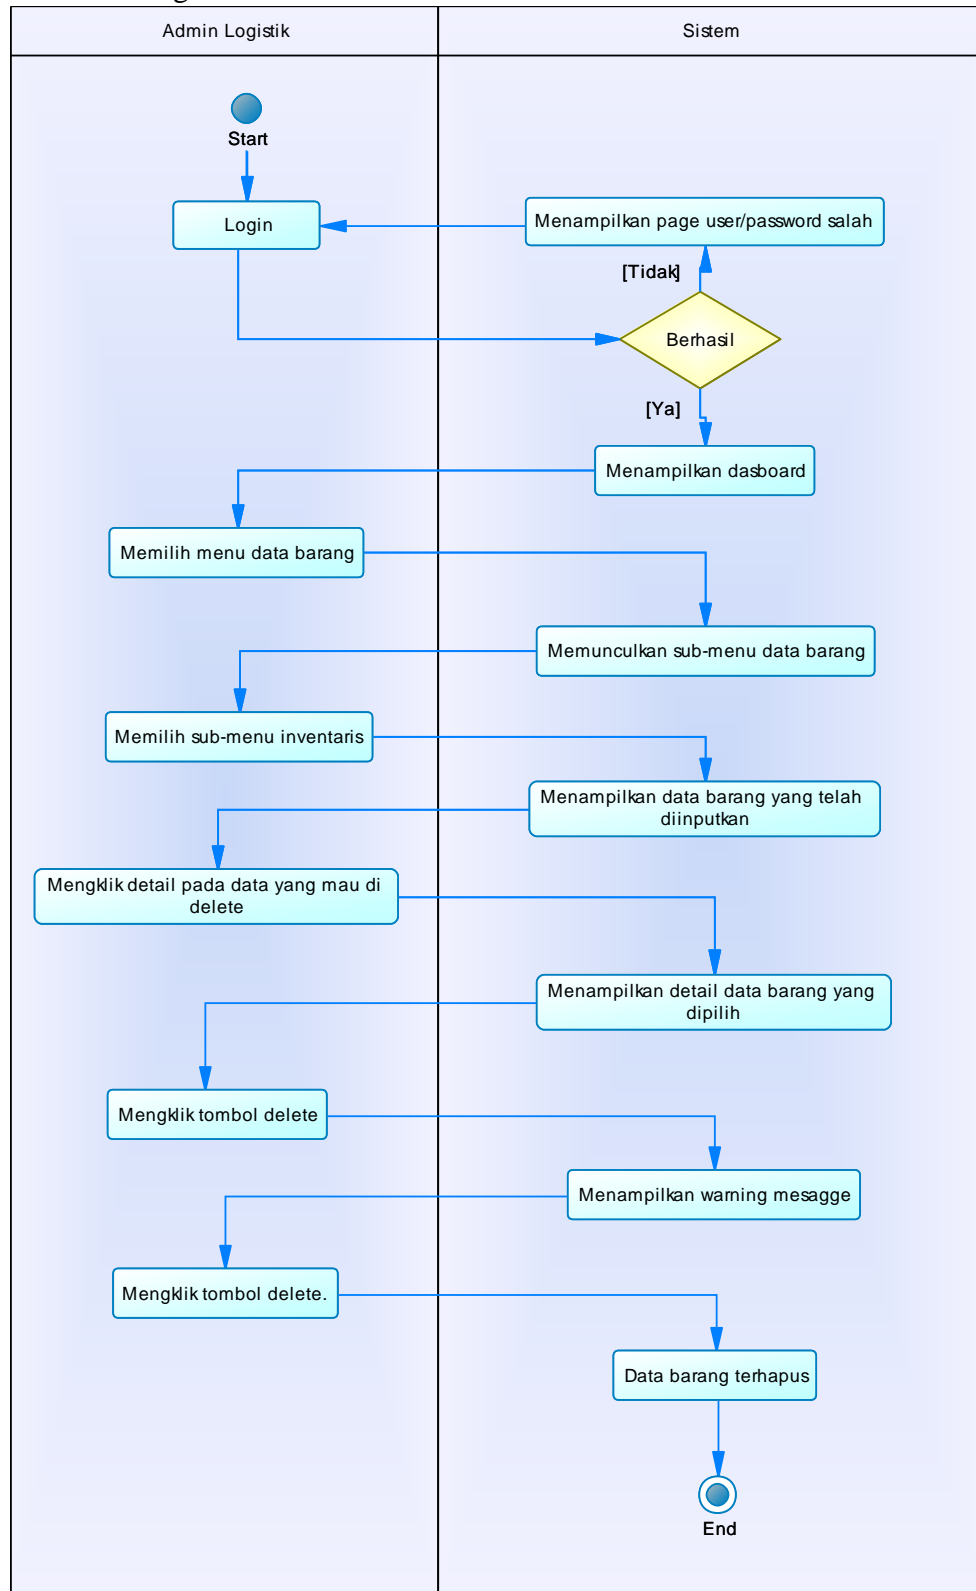 Admin Logistik
Sistem
Start
Login
Menampilkan page user/password salah
[Tidak]
Berhasil
[Ya]
Menampilkan dasboard
Memilih menu data barang
Memunculkan sub-menu data barang
Memilih sub-menu inventaris
Menampilkan data barang yang telah
diinputkan
Mengklik detail pada data yang mau di
delete
Menampilkan detail data barang yang
dipilih
Mengklik tombol delete
Menampilkan warning mesagge
Mengklik tombol delete.
Data barang terhapus
End